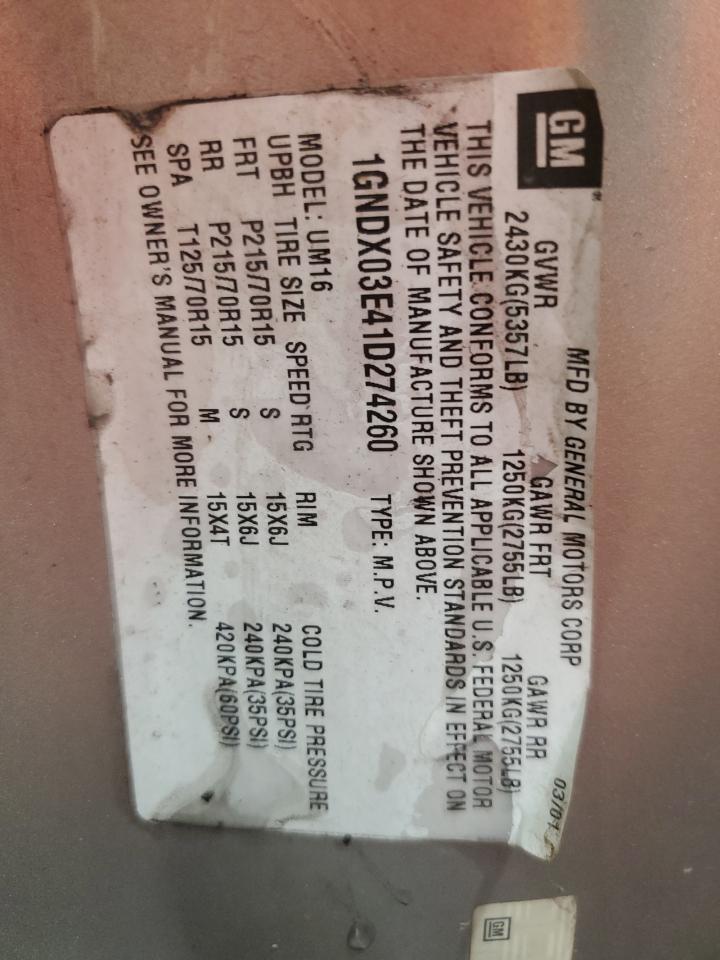 GM
MFD BY GENERAL MOTORS CORP 03/01
GVWR GAWR FRT GAWR RR
2430KG(5357LB) 1250KG(2755LB) 1250KG(2755LB)
THIS VEHICLE CONFORMS TO ALL APPLICABLE U.S. FEDERAL MOTOR
VEHICLE SAFETY AND THEFT PREVENTION STANDARDS IN EFFECT ON
THE DATE OF MANUFACTURE SHOWN ABOVE.
1GNDX03E41D274260 TYPE: M.P.V.
MODEL: UM16
UPBH TIRE SIZE SPEED RTG RIM COLD TIRE PRESSURE
FRT P215/70R15 S 15X6J 240KPA(35PSI)
RR P215/70R15 S 15X6J 240KPA(35PSI)
SPA T125/70R15 M 15X4T 420KPA(60PSI)
SEE OWNER'S MANUAL FOR MORE INFORMATION.
GM